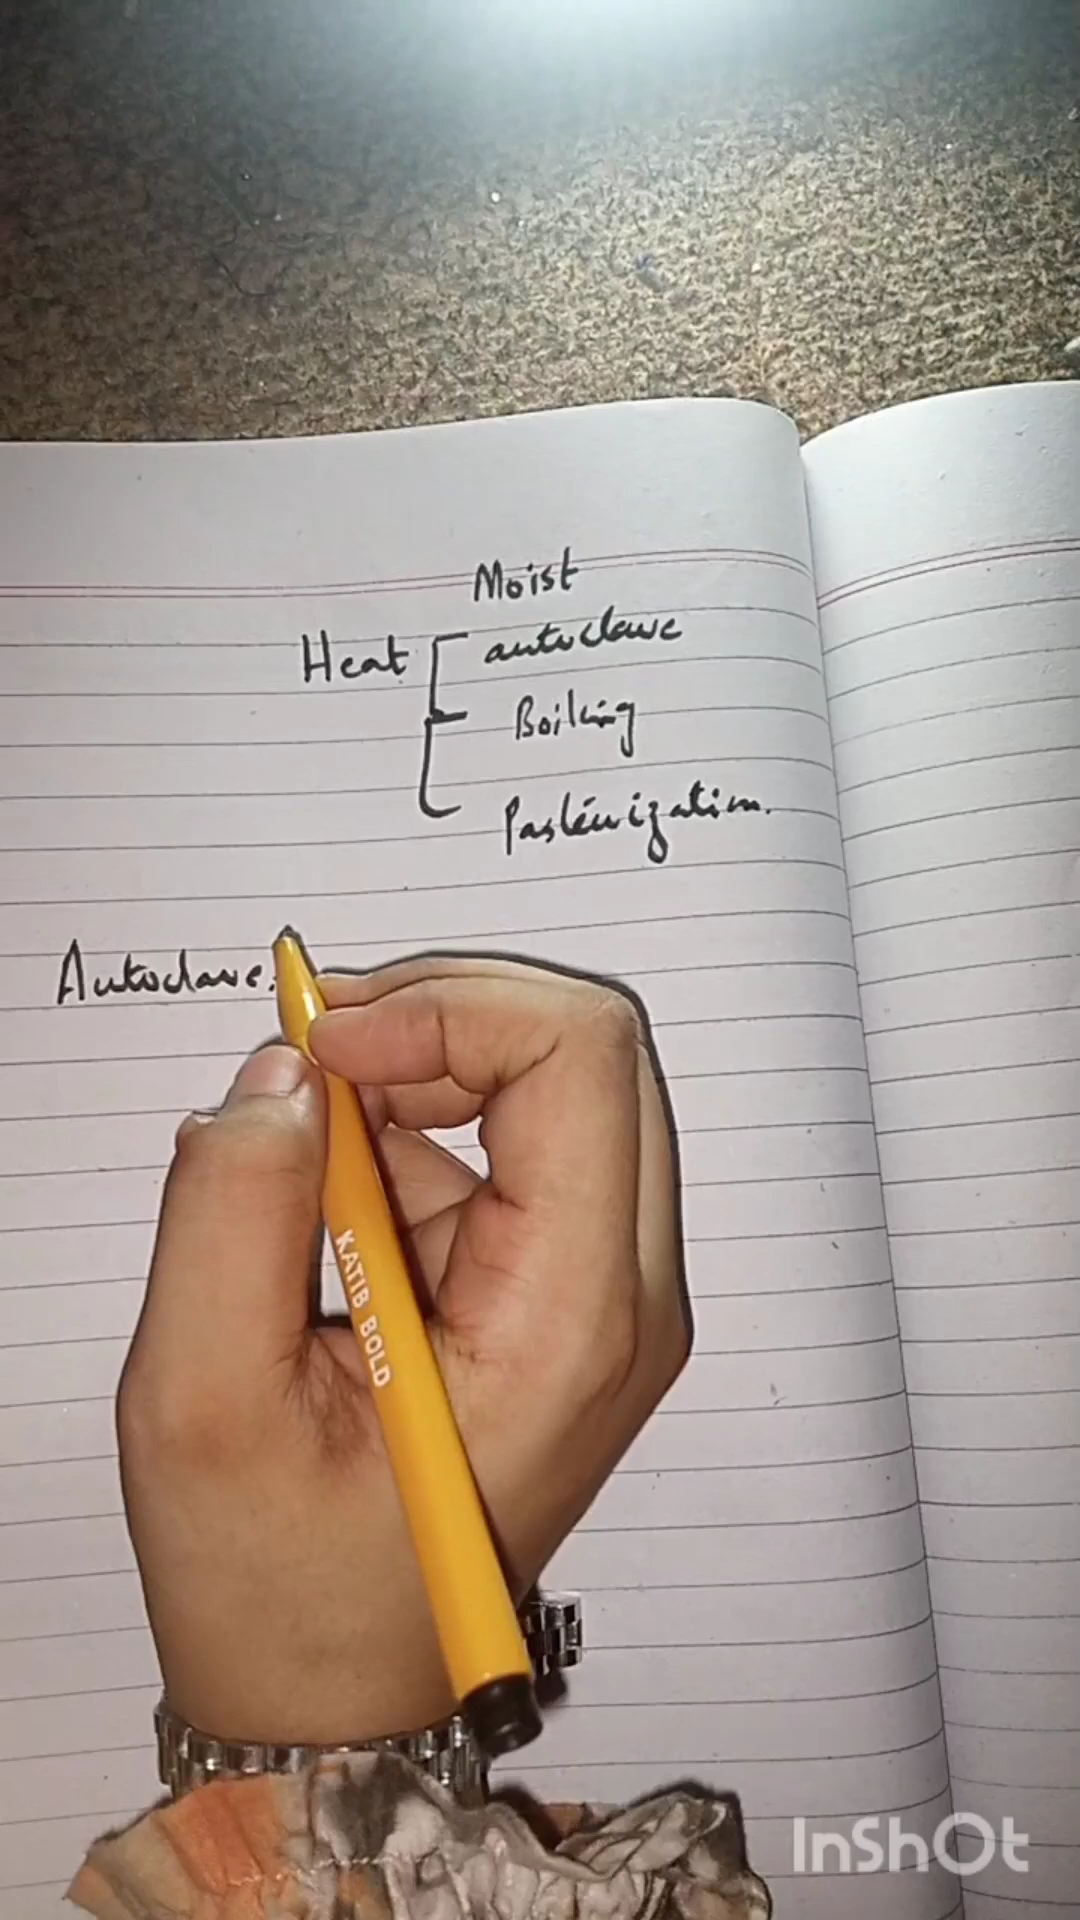 Moist
Heat autoclave
Boiling
Pasteurization.
Autoclave:
KATIB BOLD
InShOt